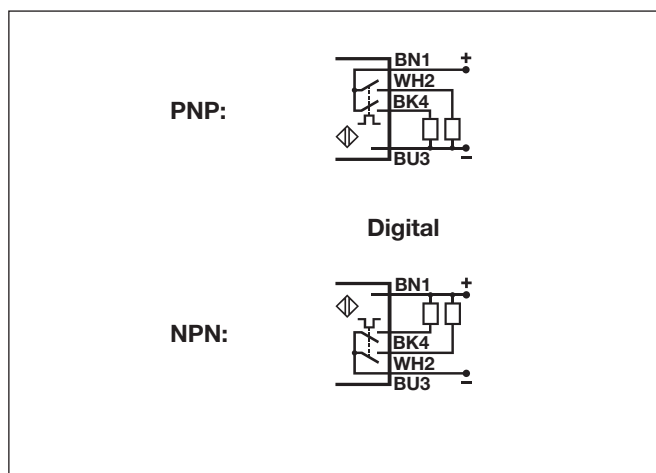 BN1 +
WH2
BK4
PNP:
BU3 –
Digital
BN1 +
NPN:
BK4
WH2
BU3 –